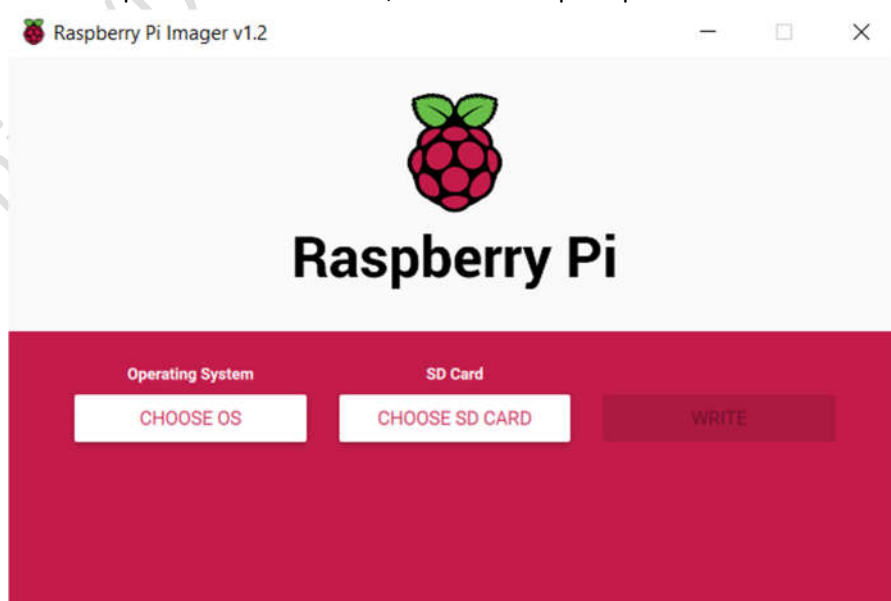 Raspberry Pi Imager v1.2
Raspberry Pi
Operating System
SD Card
CHOOSE OS
CHOOSE SD CARD
WRITE